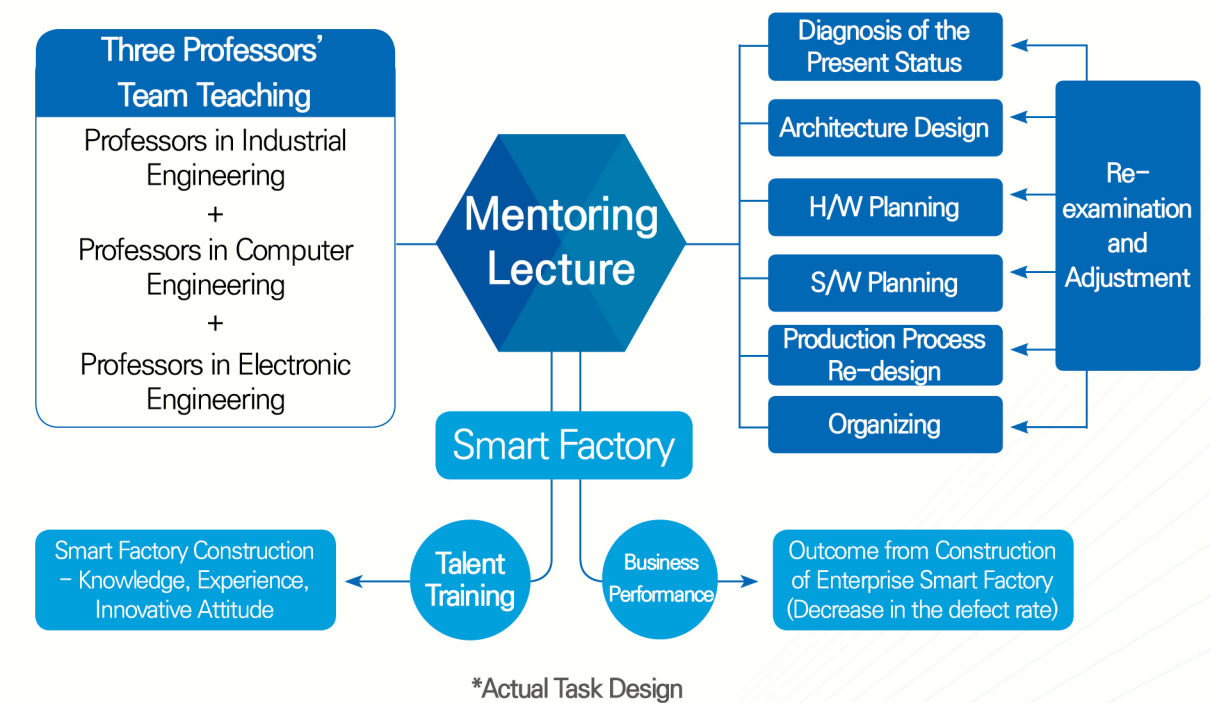 Three Professors'
Team Teaching
Professors in Industrial
Engineering
+
Professors in Computer
Engineering
+
Professors in Electronic
Engineering
Mentoring
Lecture
Diagnosis of the
Present Status
Architecture Design
H/W Planning
S/W Planning
Production Process
Re-design
Organizing
Re-
examination
and
Adjustment
Smart Factory
Talent
Training
Business
Performance
Smart Factory Construction
- Knowledge, Experience,
Innovative Attitude
Outcome from Construction
of Enterprise Smart Factory
(Decrease in the defect rate)
*Actual Task Design